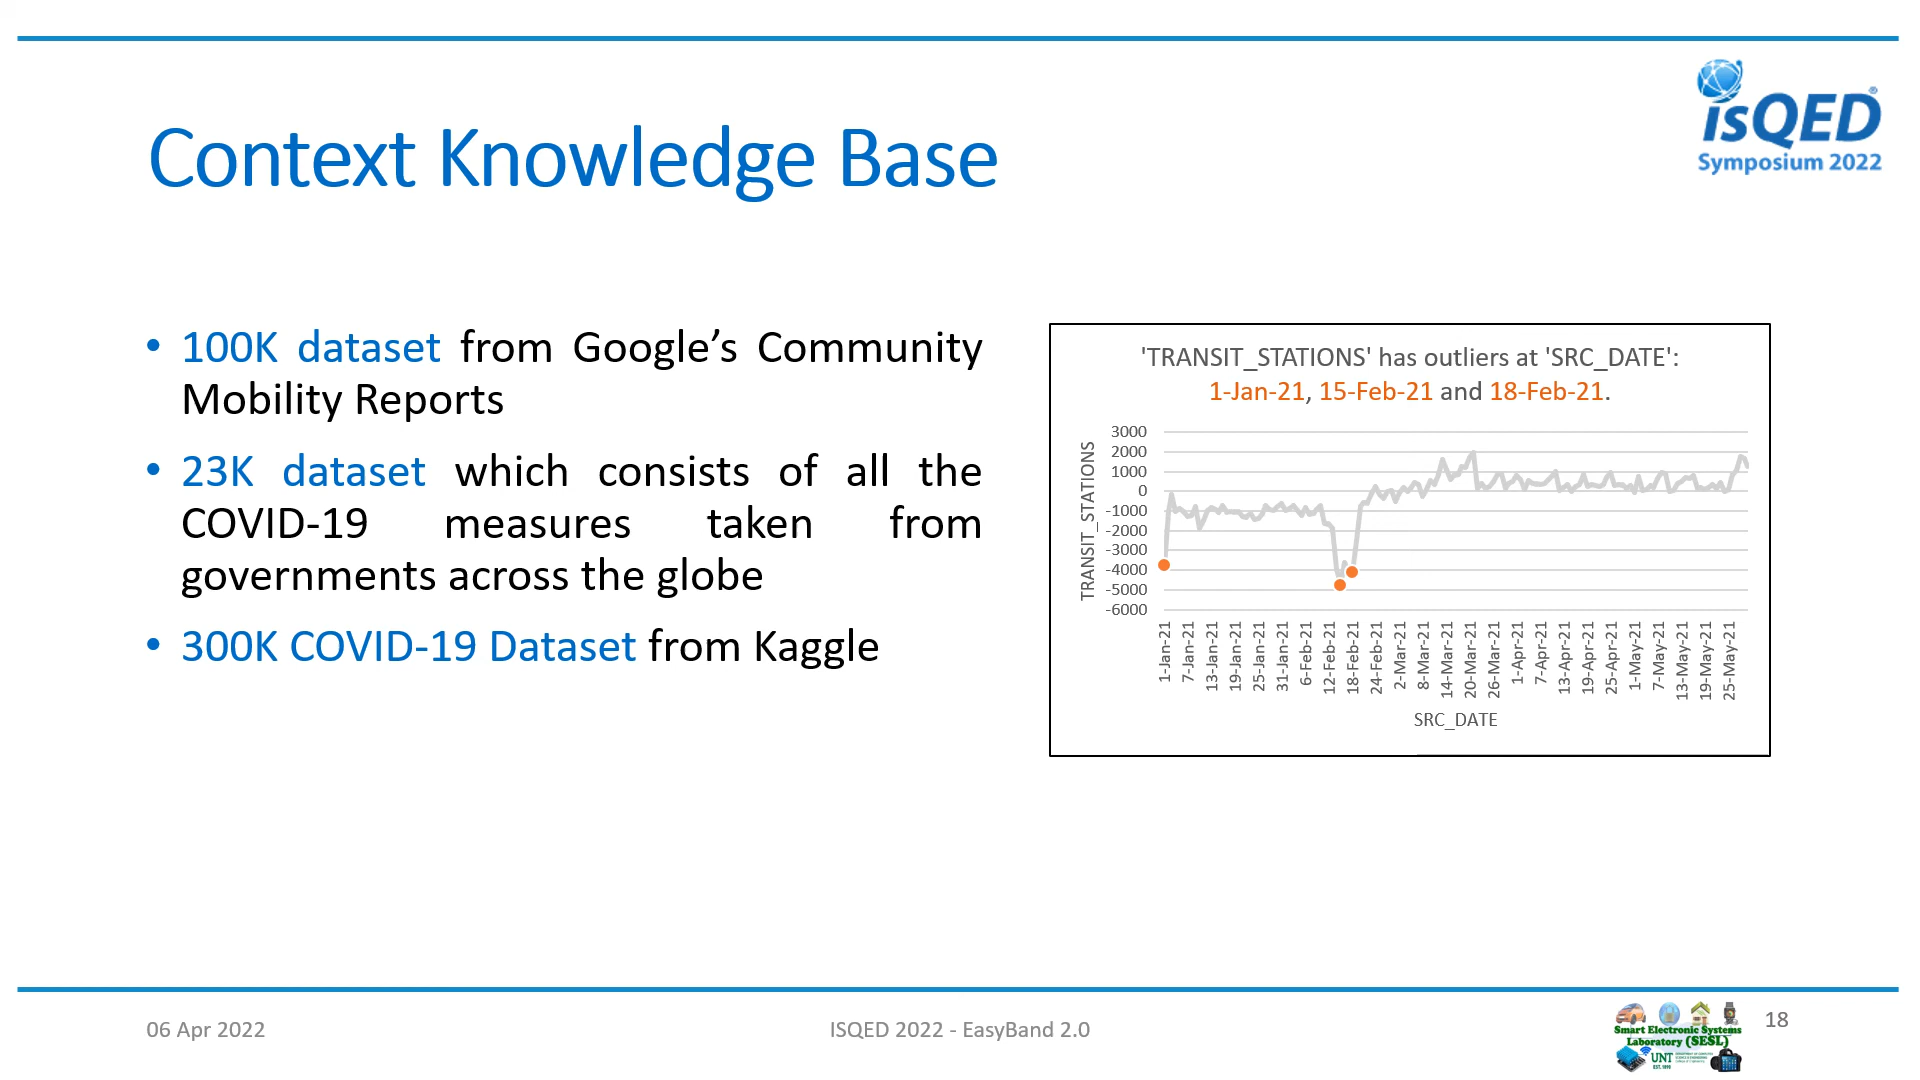 isQED®
Symposium 2022
Context Knowledge Base
• 100K dataset from Google’s Community
Mobility Reports
• 23K dataset which consists of all the
COVID-19 measures taken from
governments across the globe
• 300K COVID-19 Dataset from Kaggle
'TRANSIT_STATIONS' has outliers at 'SRC_DATE':
1-Jan-21, 15-Feb-21 and 18-Feb-21.
TRANSIT_STATIONS
3000
2000
1000
0
-1000
-2000
-3000
-4000
-5000
-6000
1-Jan-21
7-Jan-21
13-Jan-21
19-Jan-21
25-Jan-21
31-Jan-21
6-Feb-21
12-Feb-21
18-Feb-21
24-Feb-21
2-Mar-21
8-Mar-21
14-Mar-21
20-Mar-21
26-Mar-21
1-Apr-21
7-Apr-21
13-Apr-21
19-Apr-21
25-Apr-21
1-May-21
7-May-21
13-May-21
19-May-21
25-May-21
SRC_DATE
06 Apr 2022
ISQED 2022 - EasyBand 2.0
Smart Electronic Systems
Laboratory (SESL)
UNT
EST. 1890
18